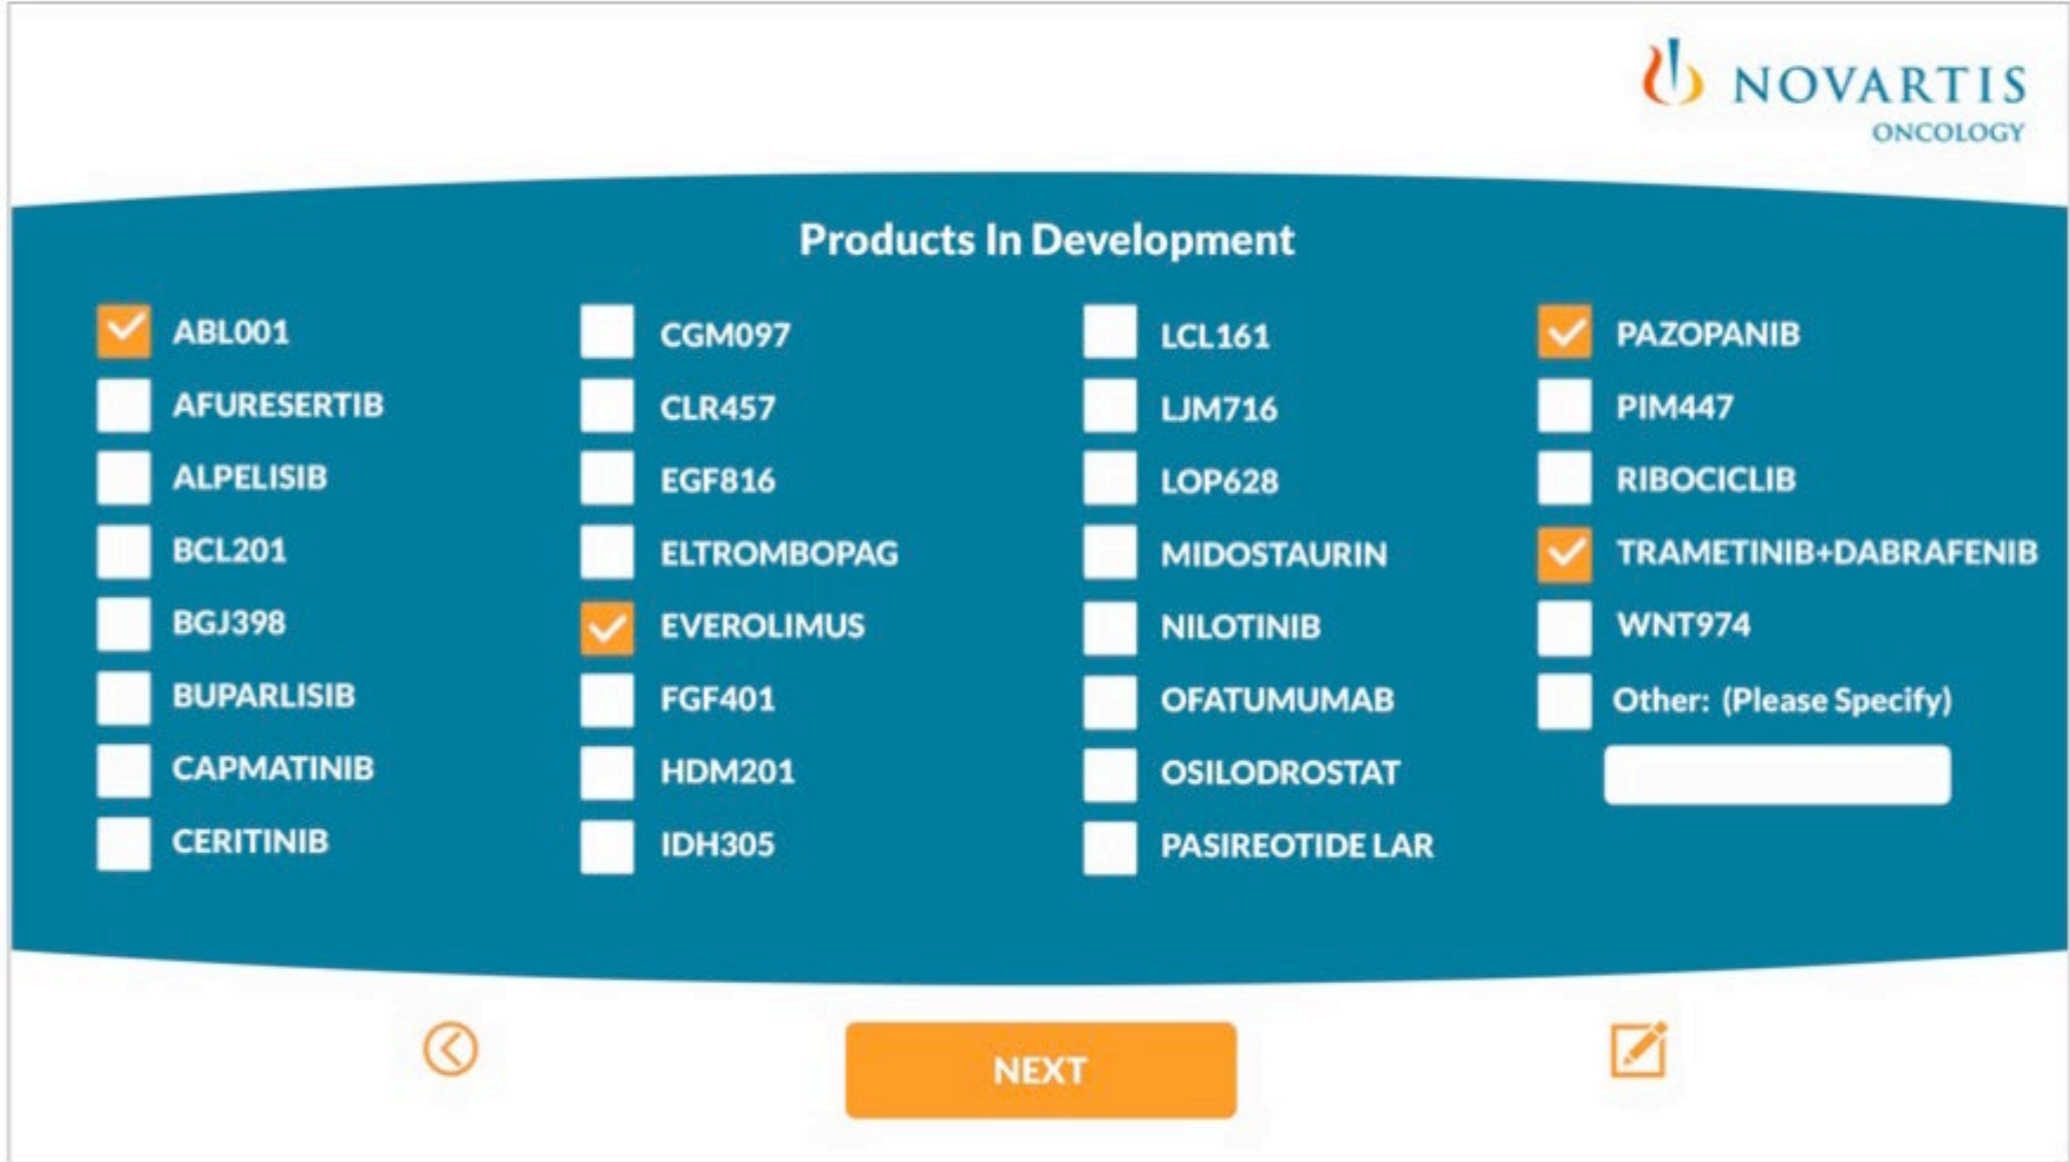 NOVARTIS
ONCOLOGY
Products In Development
ABL001
AFURESERTIB
ALPELISIB
BCL201
BGJ398
BUPARLISIB
CAPMATINIB
CERITINIB
CGM097
CLR457
EGF816
ELTROMBOPAG
EVEROLIMUS
FGF401
HDM201
IDH305
LCL161
LJM716
LOP628
MIDOSTAURIN
NILOTINIB
OFATUMUMAB
OSILODROSTAT
PASIREOTIDE LAR
PAZOPANIB
PIM447
RIBOCICLIB
TRAMETINIB+DABRAFENIB
WNT974
Other: (Please Specify)
NEXT